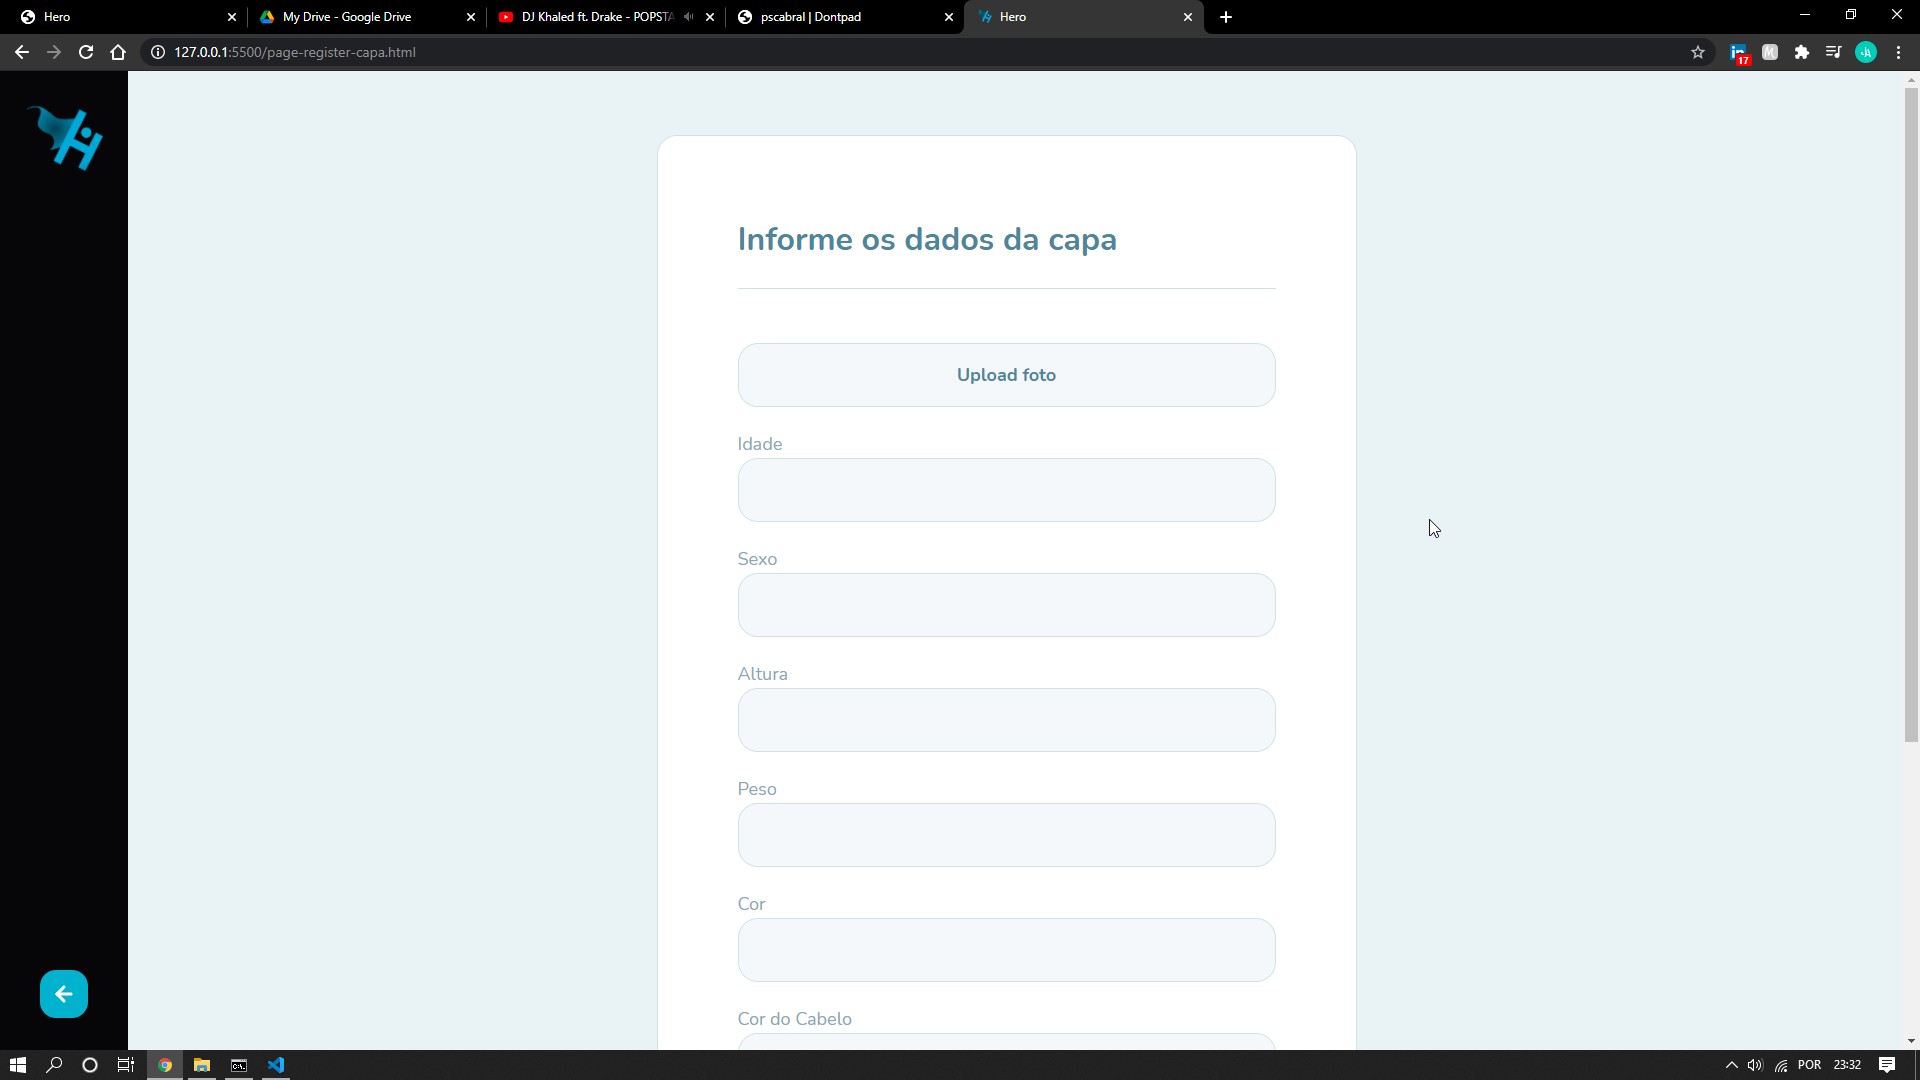 Hero
My Drive - Google Drive
DJ Khaled ft. Drake - POPSTA
pscabral | Dontpad
Hero
127.0.0.1:5500/page-register-capa.html
17
Informe os dados da capa
Upload foto
Idade
Sexo
Altura
Peso
Cor
Cor do Cabelo
POR
23:32